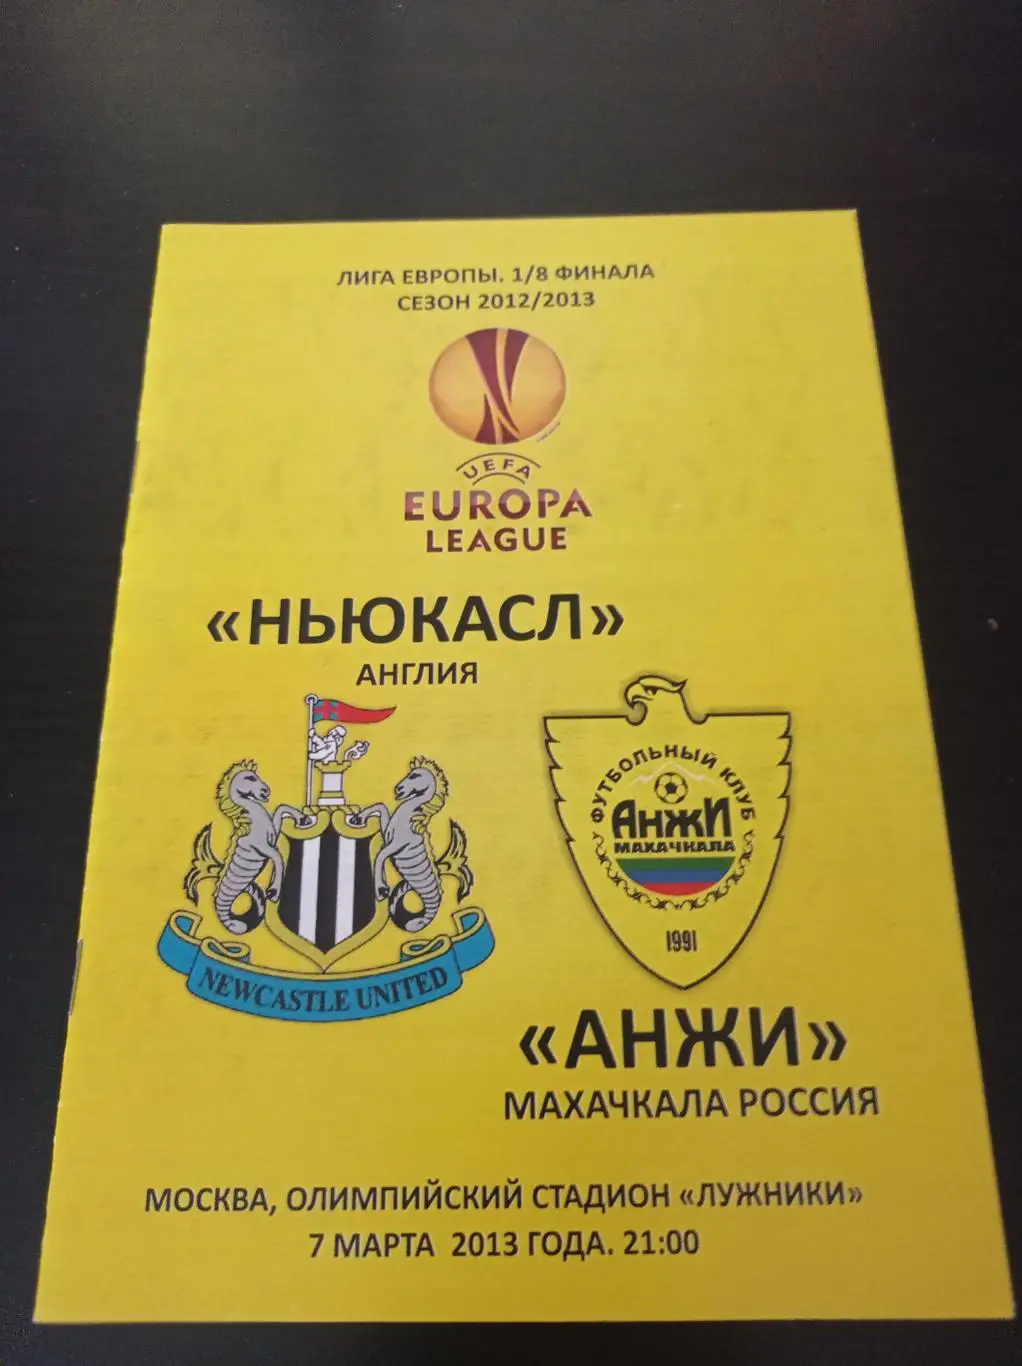 ЛИГА ЕВРОПЫ. 1/8 ФИНАЛА
СЕЗОН 2012/2013
UEFA
EUROPA
LEAGUE
«НЬЮКАСЛ»
АНГЛИЯ
NEWCASTLE UNITED
ФУТБОЛЬНЫЙ КЛУБ
АНЖИ
МАХАЧКАЛА
1991
«АНЖИ»
МАХАЧКАЛА РОССИЯ
МОСКВА, ОЛИМПИЙСКИЙ СТАДИОН «ЛУЖНИКИ»
7 МАРТА 2013 ГОДА. 21:00